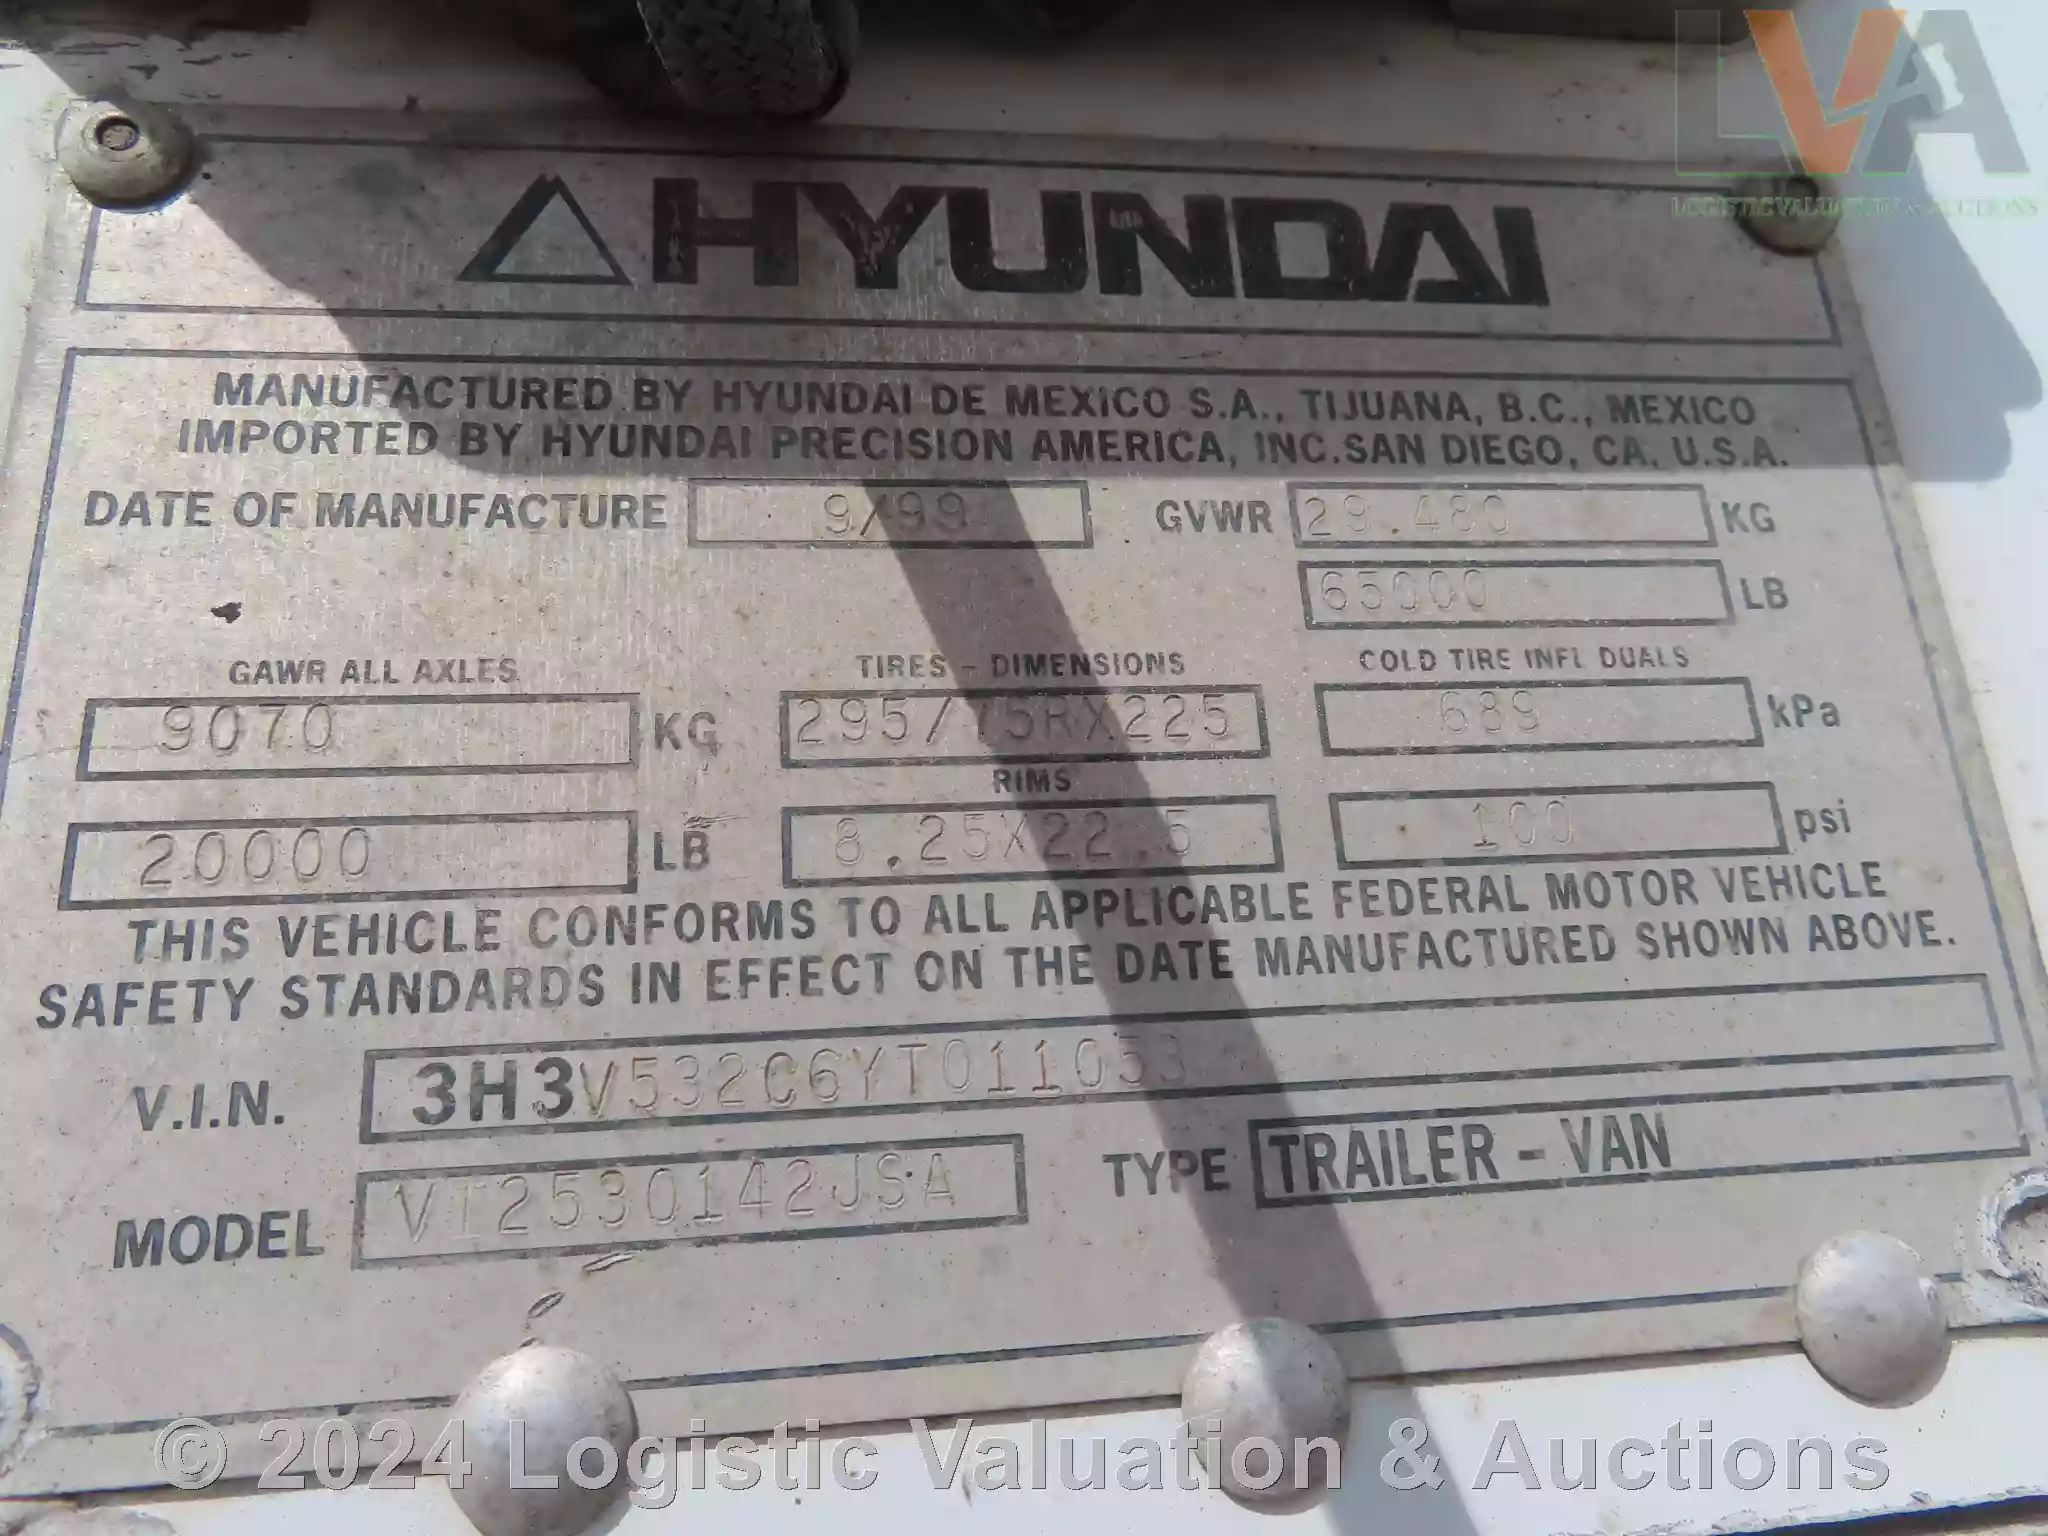 LVA
LOGISTIC VALUATION & AUCTIONS
HYUNDAI
MANUFACTURED BY HYUNDAI DE MEXICO S.A., TIJUANA, B.C., MEXICO
IMPORTED BY HYUNDAI PRECISION AMERICA, INC. SAN DIEGO, CA. U.S.A.
DATE OF MANUFACTURE 9/99 GVWR 29.480 KG
65000 LB
GAWR ALL AXLES TIRES - DIMENSIONS COLD TIRE INFL DUALS
9070 KG 295/75RX225 689 kPa
RIMS
20000 LB 8.25X22.5 100 psi
THIS VEHICLE CONFORMS TO ALL APPLICABLE FEDERAL MOTOR VEHICLE
SAFETY STANDARDS IN EFFECT ON THE DATE MANUFACTURED SHOWN ABOVE.
V.I.N. 3H3V532C6YT011053
MODEL VI2530142JSA TYPE TRAILER - VAN
© 2024 Logistic Valuation & Auctions